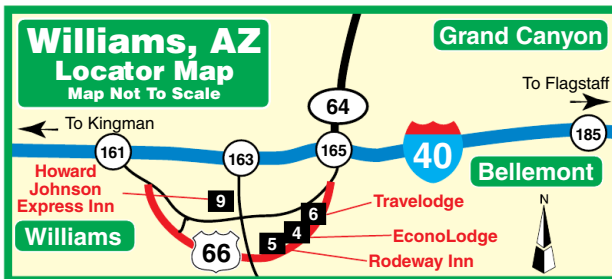 Williams, AZ
Locator Map
Map Not To Scale
Grand Canyon
To Flagstaff
64
To Kingman
161
163
165
40
185
Howard
Johnson
Express Inn
9
Bellemont
N
Travelodge
6
Williams
66
4
EconoLodge
5
Rodeway Inn